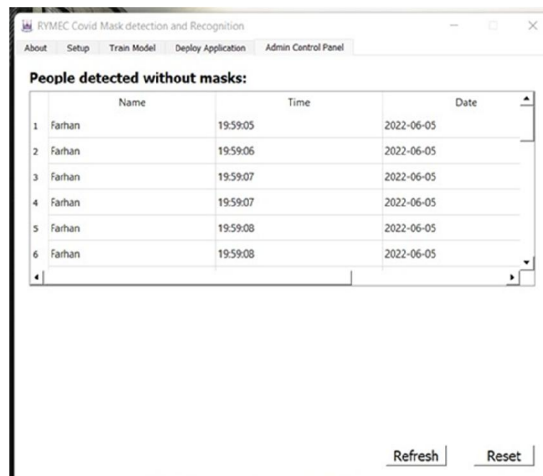 RYMEC Covid Mask detection and Recognition
About Setup Train Model Deploy Application Admin Control Panel
People detected without masks:
Name Time Date
1 Farhan 19:59:05 2022-06-05
2 Farhan 19:59:06 2022-06-05
3 Farhan 19:59:07 2022-06-05
4 Farhan 19:59:07 2022-06-05
5 Farhan 19:59:08 2022-06-05
6 Farhan 19:59:08 2022-06-05
Refresh Reset